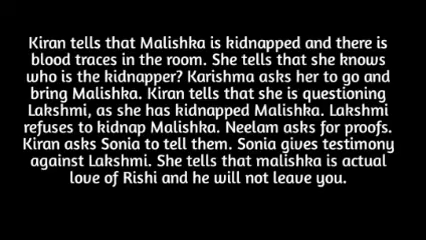 Kiran tells that Malishka is kidnapped and there is
blood traces in the room. She tells that she knows
who is the kidnapper? Karishma asks her to go and
bring Malishka. Kiran tells that she is questioning
Lakshmi, as she has kidnapped Malishka. Lakshmi
refuses to kidnap Malishka. Neelam asks for proofs.
Kiran asks Sonia to tell them. Sonia gives testimony
against Lakshmi. She tells that malishka is actual
love of Rishi and he will not leave you.